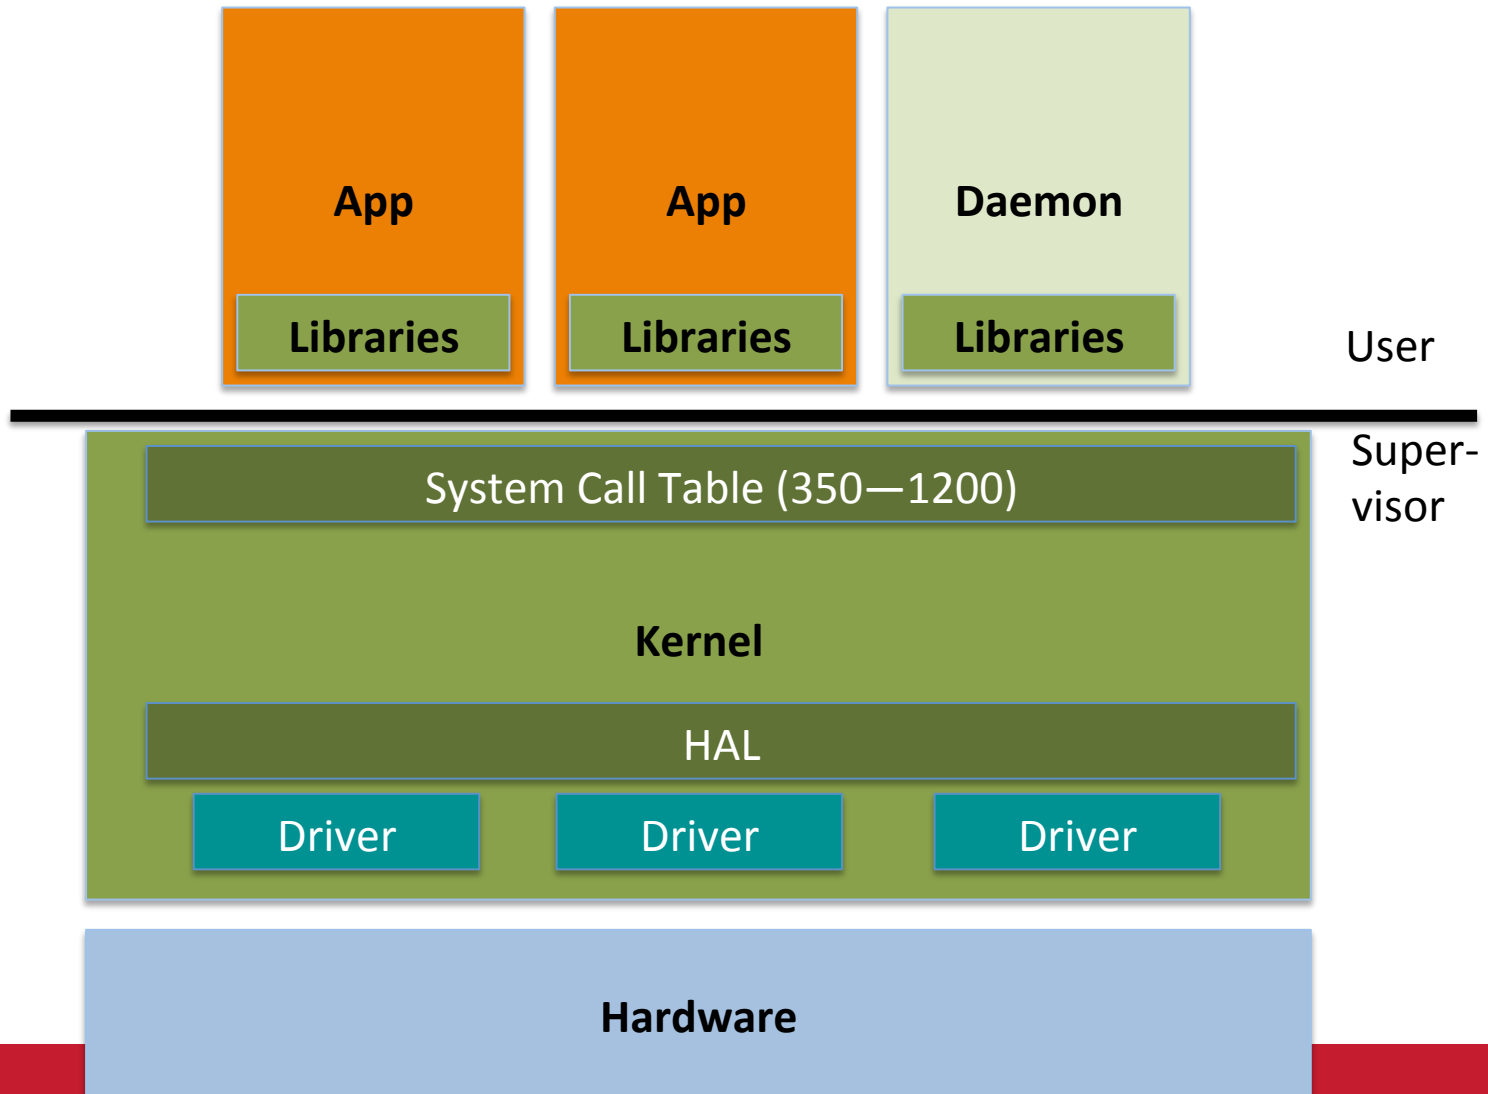 App
App
Daemon
Libraries
Libraries
Libraries
User
Super-
visor
System Call Table (350—1200)
Kernel
HAL
Driver
Driver
Driver
Hardware